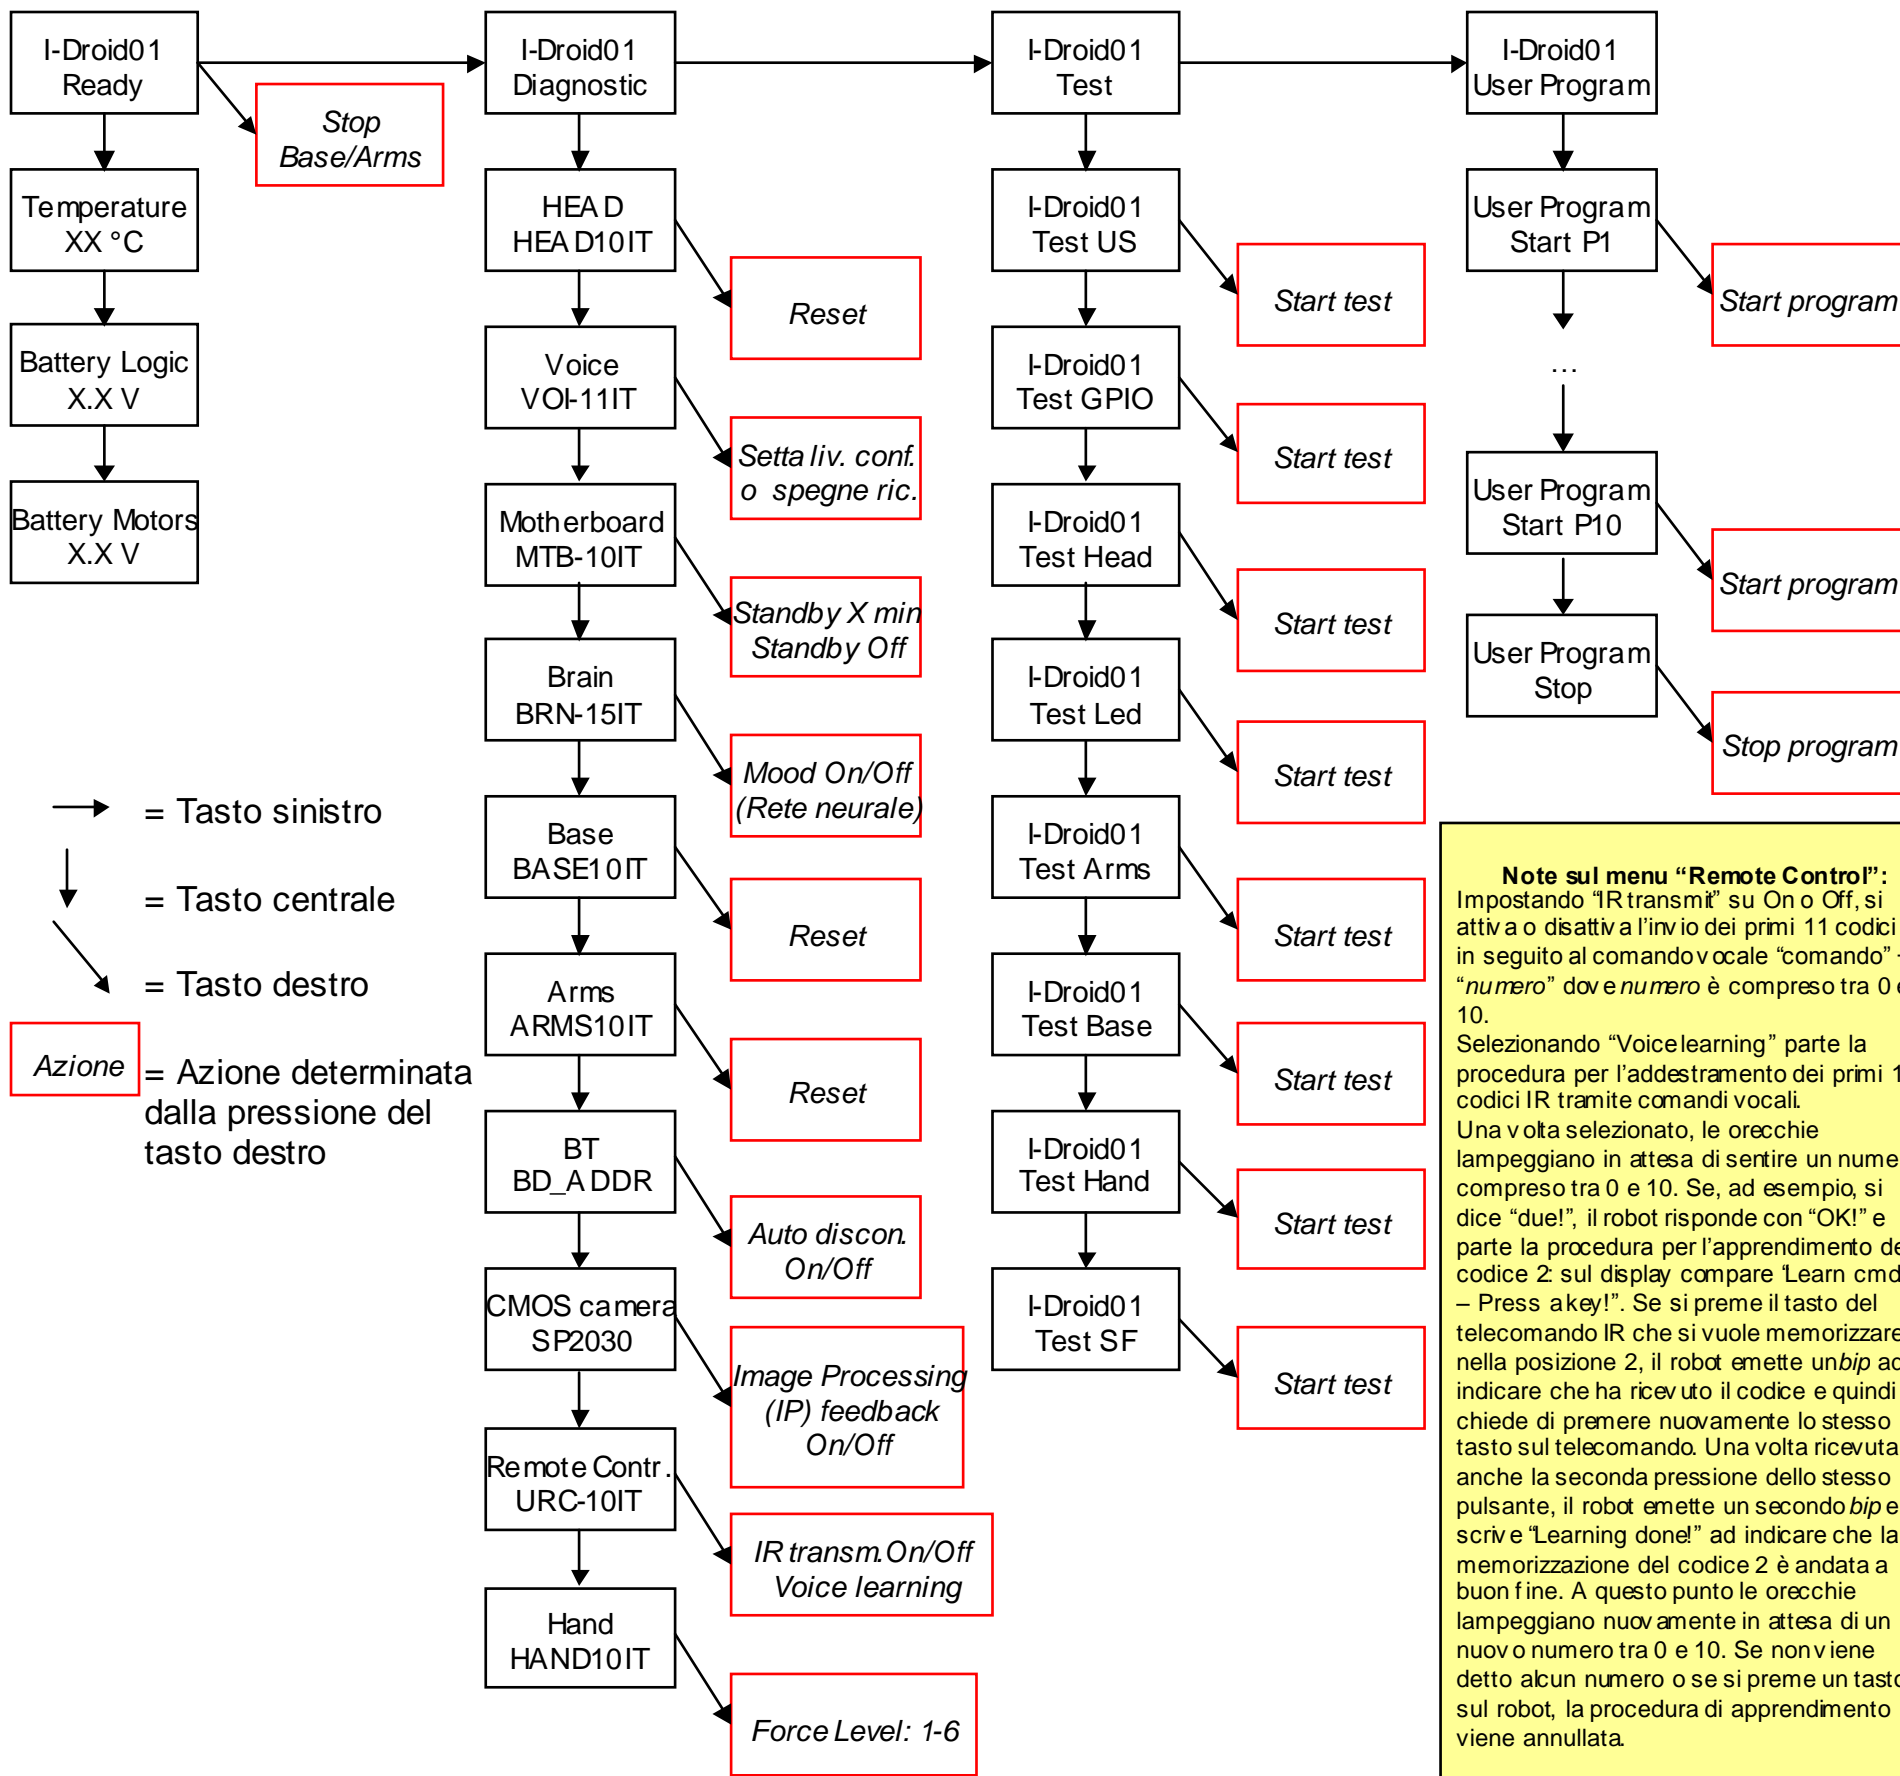 I-Droid01
Ready
Stop
Base/Arms
Temperature
XX °C
Battery Logic
X.X V
Battery Motors
X.X V
I-Droid01
Diagnostic
HEAD
HEAD10IT
Reset
Voice
VOI-11IT
Setta liv. conf.
o spegne ric.
Motherboard
MTB-10IT
Standby X min
Standby Off
Brain
BRN-15IT
Mood On/Off
(Rete neurale)
Base
BASE10IT
Reset
Arms
ARMS10IT
Reset
BT
BD_ADDR
Auto discon.
On/Off
CMOS camera
SP2030
Image Processing
(IP) feedback
On/Off
Remote Contr.
URC-10IT
IR transm.On/Off
Voice learning
Hand
HAND10IT
Force Level: 1-6
I-Droid01
Test
I-Droid01
Test US
Start test
I-Droid01
Test GPIO
Start test
I-Droid01
Test Head
Start test
I-Droid01
Test Led
Start test
I-Droid01
Test Arms
Start test
I-Droid01
Test Base
Start test
I-Droid01
Test Hand
Start test
I-Droid01
Test SF
Start test
I-Droid01
User Program
User Program
Start P1
Start program
...
User Program
Start P10
Start program
User Program
Stop
Stop program
= Tasto sinistro
= Tasto centrale
= Tasto destro
Azione
= Azione determinata
dalla pressione del
tasto destro
Note sul menu “Remote Control”:
Impostando “IR transmit” su On o Off, si
attiva o disattiva l’invio dei primi 11 codici
in seguito al comando vocale “comando”
“numero” dove numero è compreso tra 0 e
10.
Selezionando “Voice learning” parte la
procedura per l’addestramento dei primi
codici IR tramite comandi vocali.
Una volta selezionato, le orecchie
lampeggiano in attesa di sentire un
compreso tra 0 e 10. Se, ad esempio, si
dice “due!”, il robot risponde con “OK!” e
parte la procedura per l’apprendimento
codice 2: sul display compare “Learn cmd
– Press a key!”. Se si preme il tasto del
telecomando IR che si vuole memorizzare
nella posizione 2, il robot emette un bip ad
indicare che ha ricevuto il codice e quindi
chiede di premere nuovamente lo stesso
tasto sul telecomando. Una volta ricevuta
anche la seconda pressione dello stesso
pulsante, il robot emette un secondo bip e
scrive “Learning done!” ad indicare che la
memorizzazione del codice 2 è andata a
buon fine. A questo punto le orecchie
lampeggiano nuovamente in attesa di un
nuovo numero tra 0 e 10. Se non viene
detto alcun numero o se si preme un tasto
sul robot, la procedura di apprendimento
viene annullata.